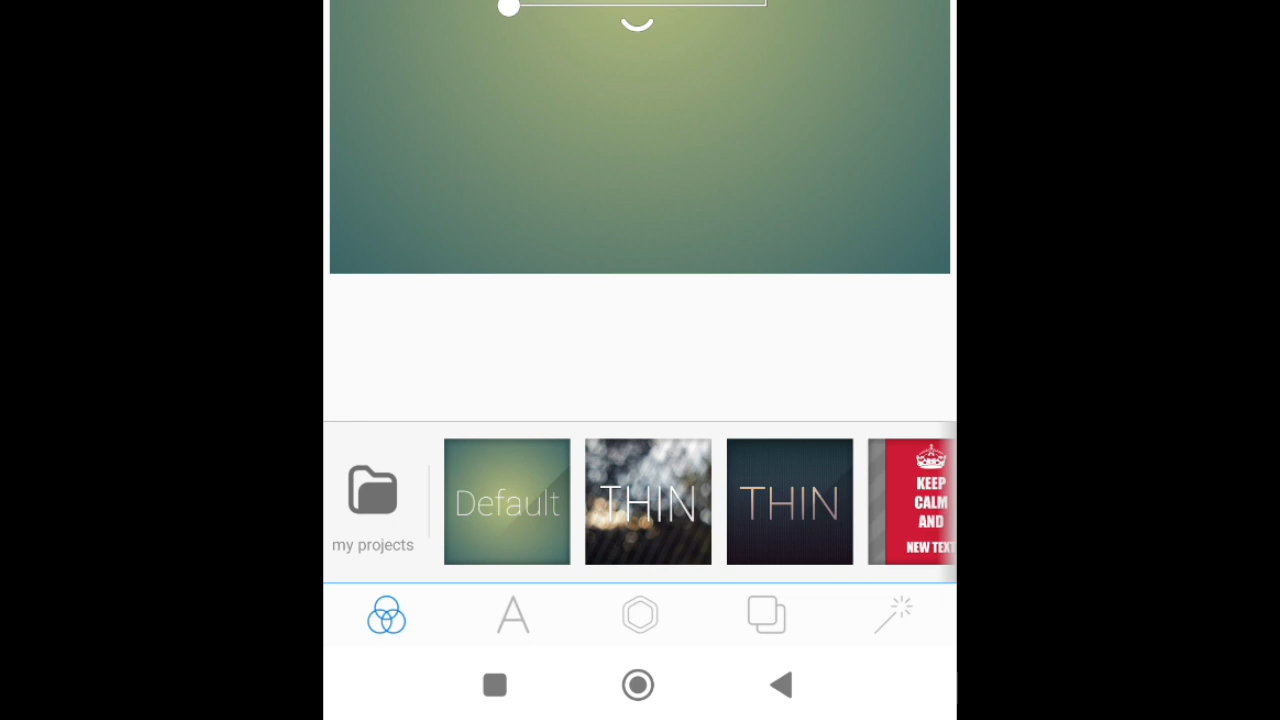 my projects
Default
THIN
THIN
KEEP
CALM
AND
NEW TEXT